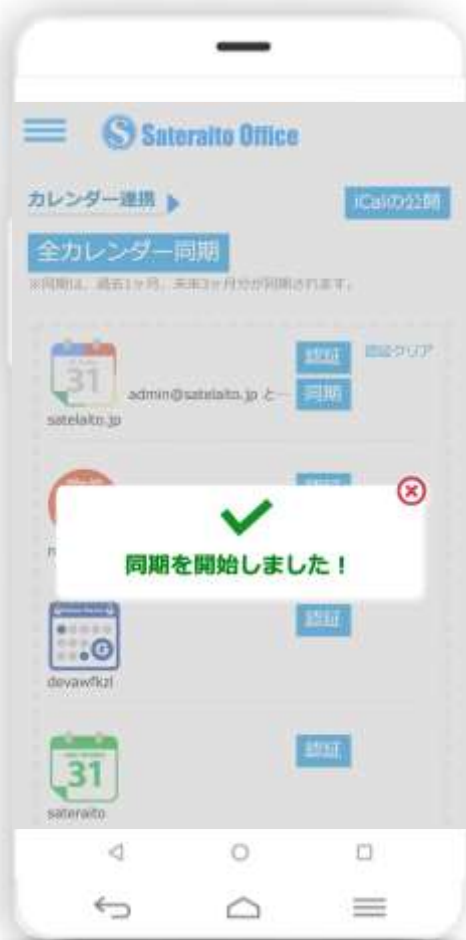 Sateraito Office
カレンダー連携
iCalの公開
全カレンダー同期
※同期は、過去1ヶ月、未来3ヶ月分が同期されます。
31
認証
認証クリア
admin@satelaito.jp と…
同期
satelaito.jp
同期を開始しました！
認証
devawfkzl
31
認証
sateraito